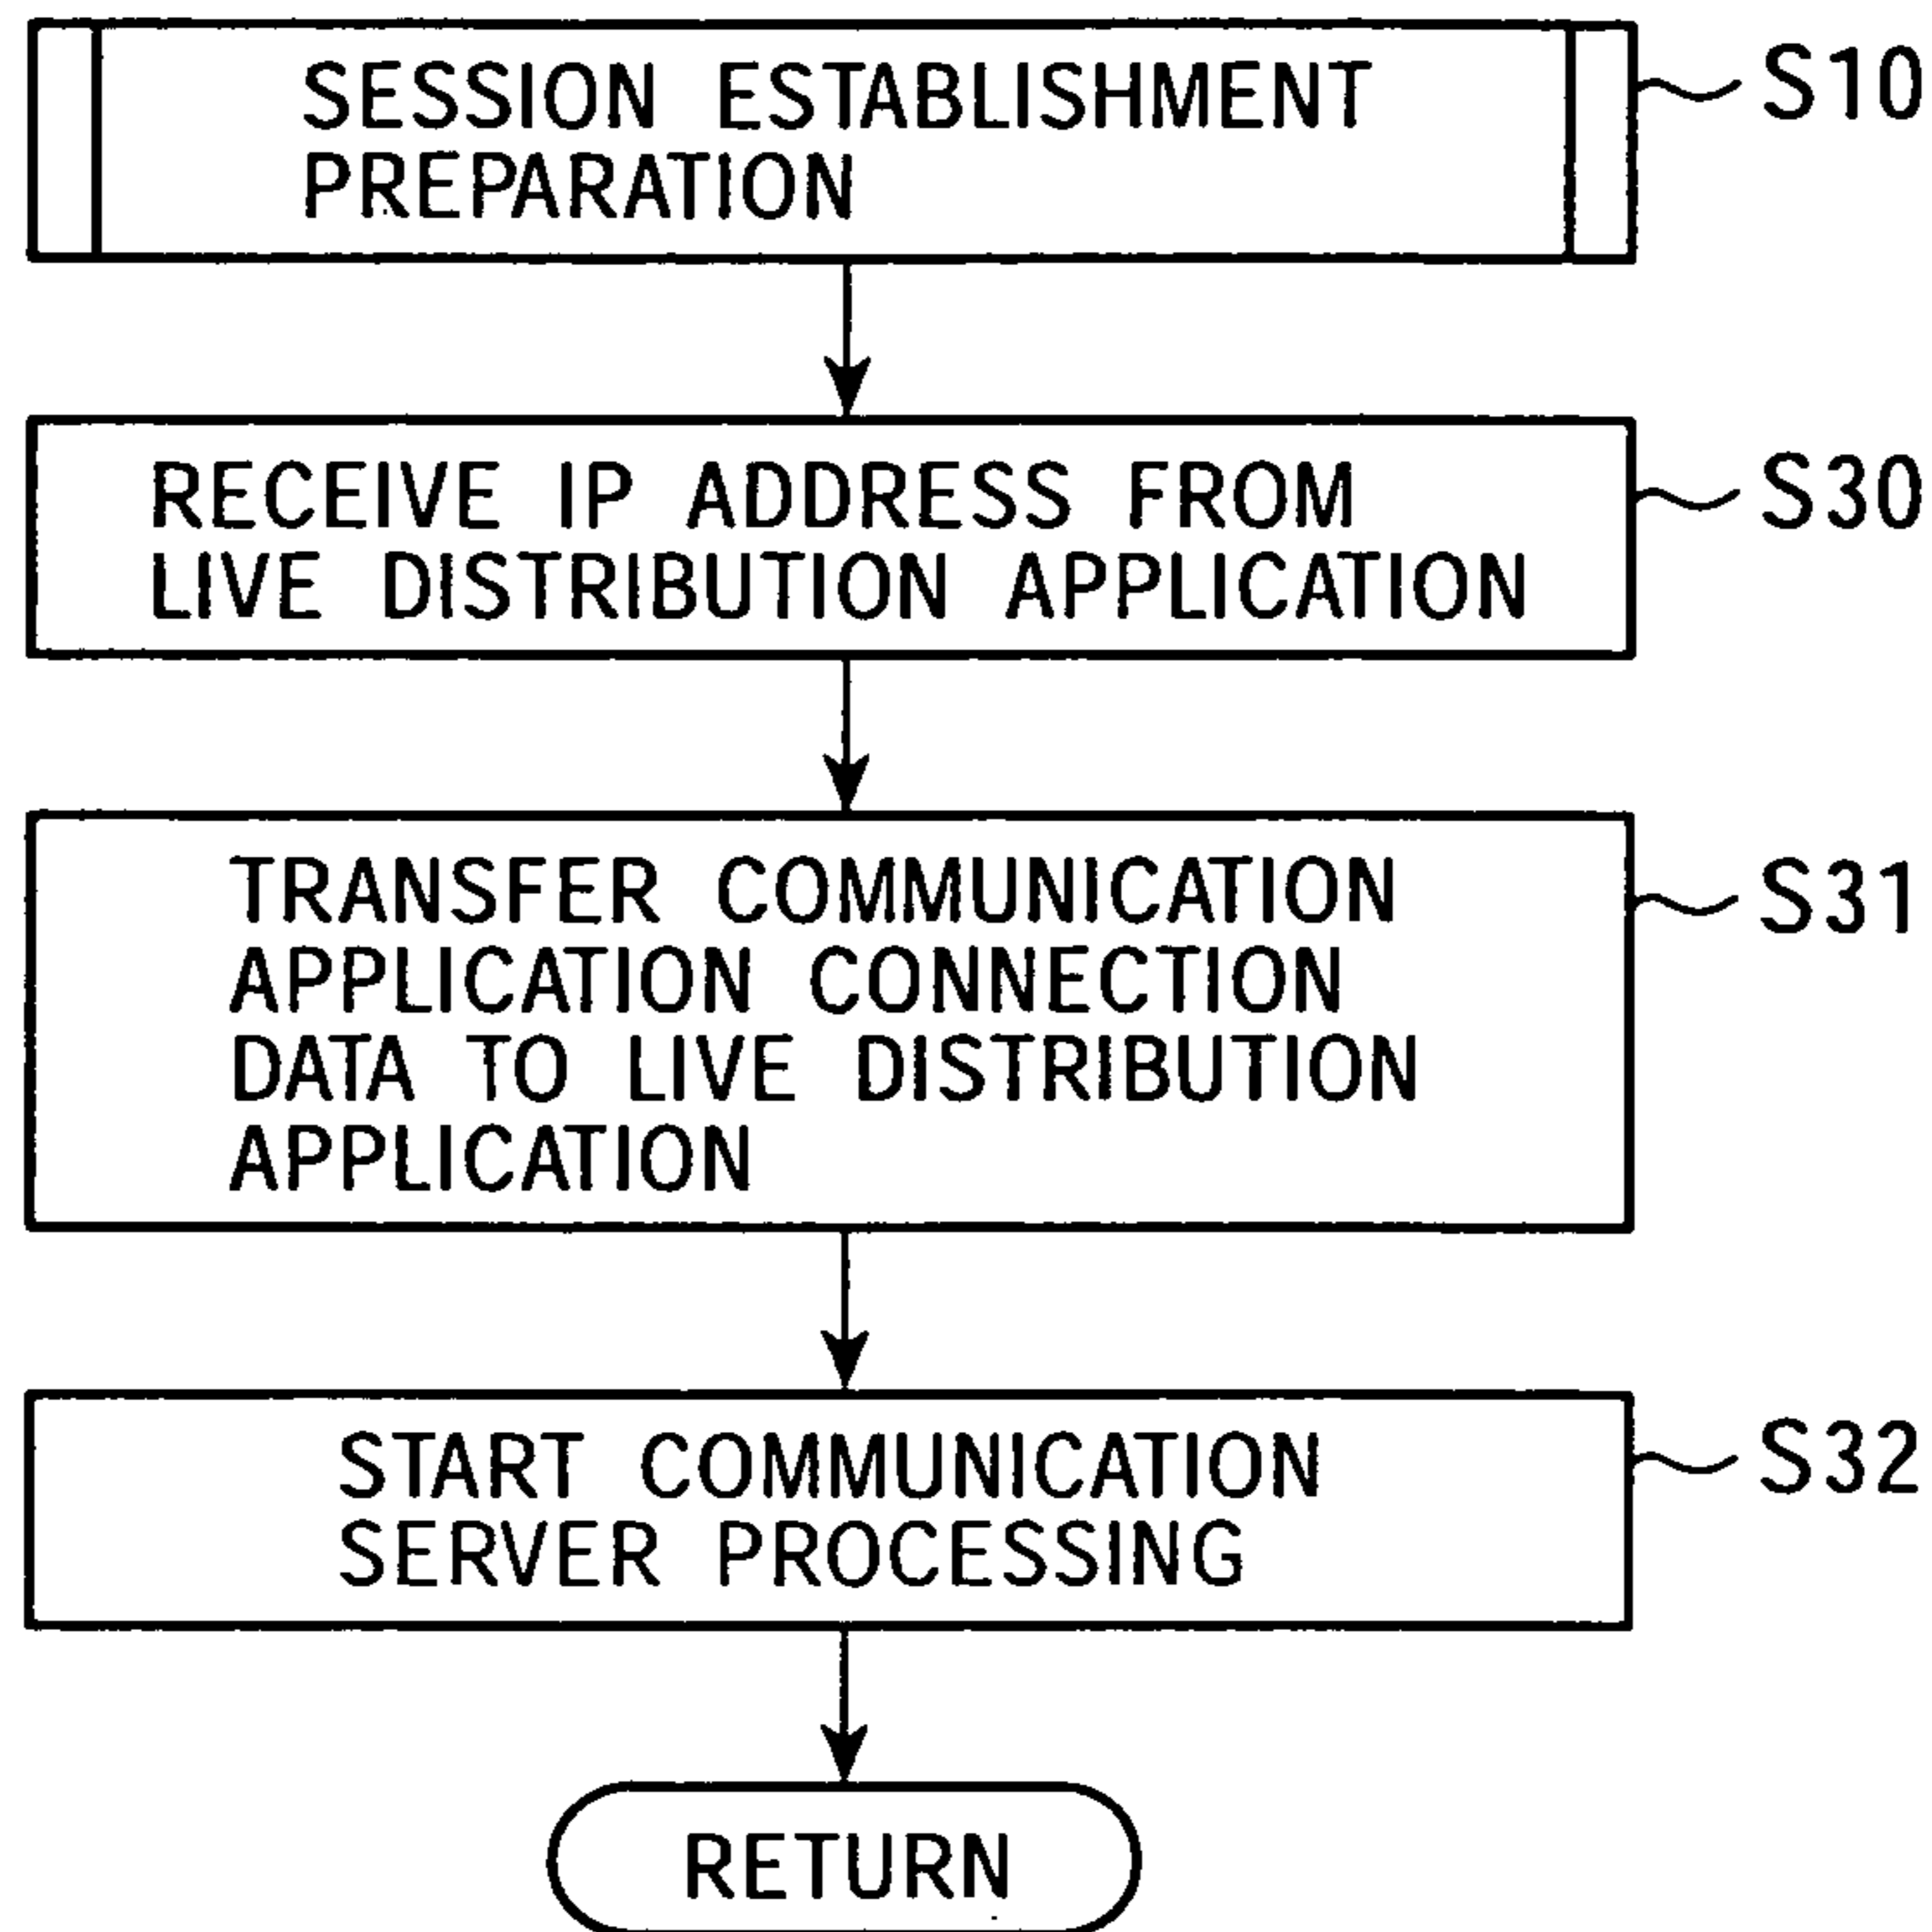 SESSION ESTABLISHMENT
PREPARATION
S10
RECEIVE IP ADDRESS FROM
LIVE DISTRIBUTION APPLICATION
S30
TRANSFER COMMUNICATION
APPLICATION CONNECTION
DATA TO LIVE DISTRIBUTION
APPLICATION
S31
START COMMUNICATION
SERVER PROCESSING
S32
RETURN